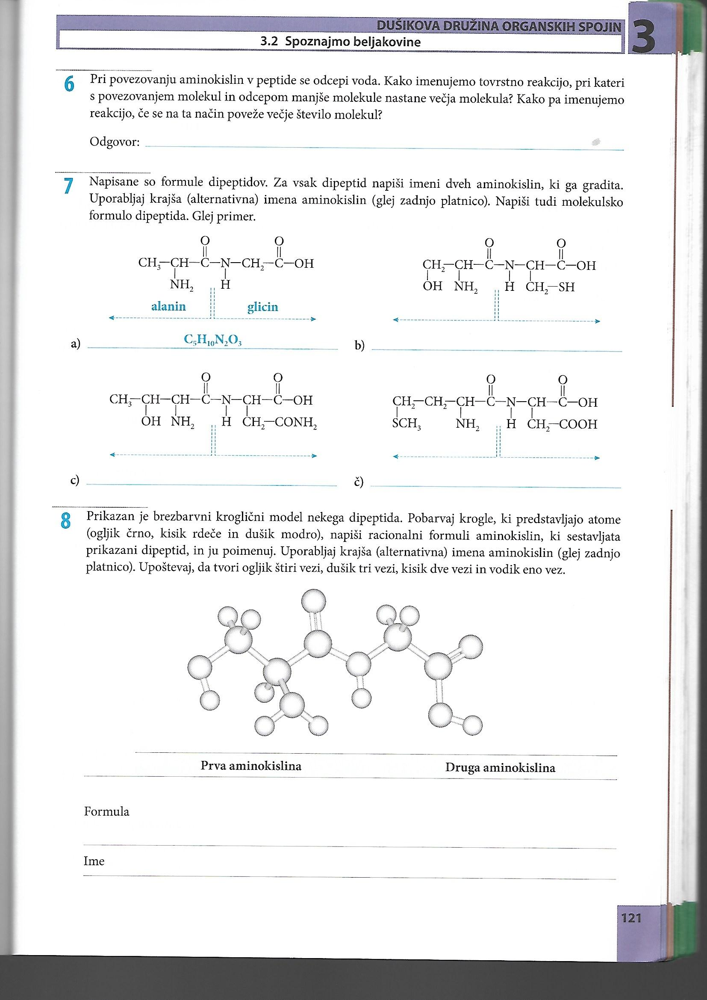 DUŠIKOVA DRUŽINA ORGANSKIH SPOJIN
3
3.2 Spoznajmo beljakovine
6 Pri povezovanju aminokislin v peptide se odcepi voda. Kako imenujemo tovrstno reakcijo, pri kateri
s povezovanjem molekul in odcepom manjše molekule nastane večja molekula? Kako pa imenujemo
reakcijo, če se na ta način poveže večje število molekul?
Odgovor:
7 Napisane so formule dipeptidov. Za vsak dipeptid napiši imeni dveh aminokislin, ki ga gradita.
Uporabljaj krajša (alternativna) imena aminokislin (glej zadnjo platnico). Napiši tudi molekulsko
formulo dipeptida. Glej primer.
O O
CH₃—CH—C—N—CH₂—C—OH
NH₂ H
alanin glicin
a) C₅H₁₀N₂O₃
O O
CH₂—CH—C—N—CH—C—OH
OH NH₂ H CH₂—SH
b)
O O
CH₃—CH—CH—C—N—CH—C—OH
OH NH₂ H CH₂—CONH₂
c)
O O
CH₂—CH₂—CH—C—N—CH—C—OH
SCH₃ NH₂ H CH₂—COOH
č)
8 Prikazan je brezbarvni kroglični model nekega dipeptida. Pobarvaj krogle, ki predstavljajo atome
(ogljik črno, kisik rdeče in dušik modro), napiši racionalni formuli aminokislin, ki sestavljata
prikazani dipeptid, in ju poimenuj. Uporabljaj krajša (alternativna) imena aminokislin (glej zadnjo
platnico). Upoštevaj, da tvori ogljik štiri vezi, dušik tri vezi, kisik dve vezi in vodik eno vez.
Prva aminokislina Druga aminokislina
Formula
Ime
121